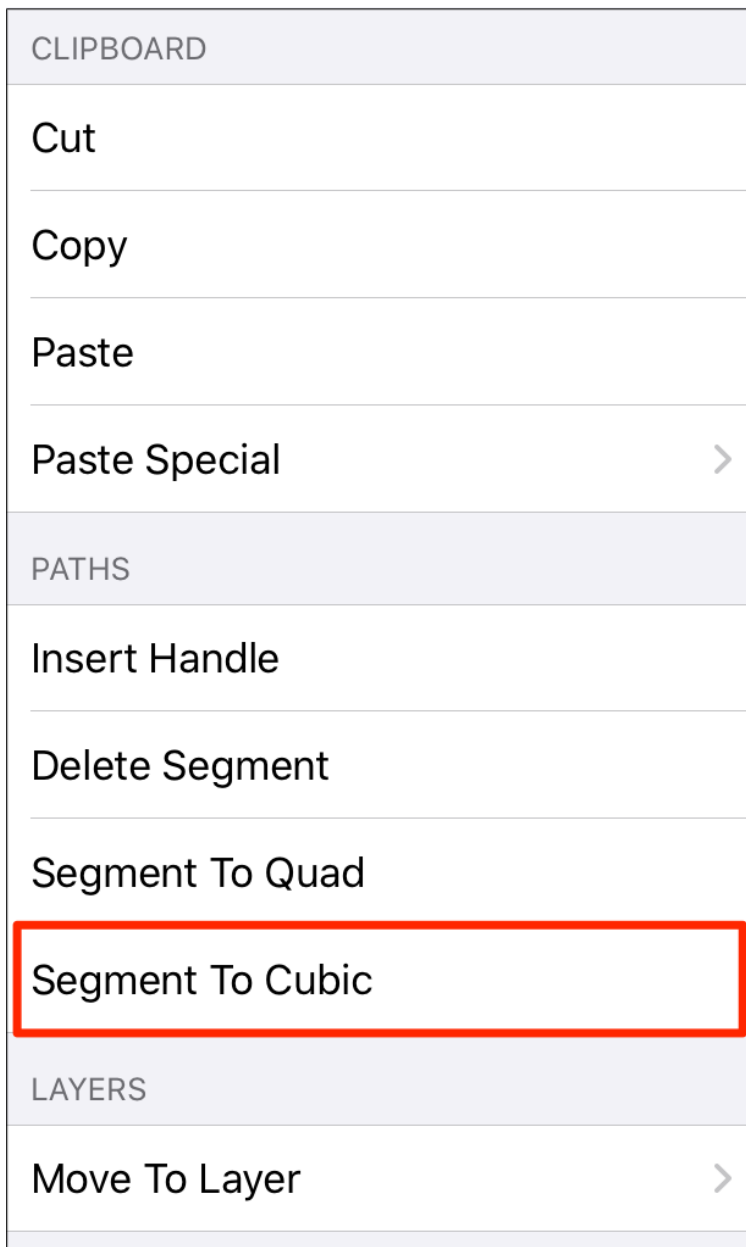 CLIPBOARD
Cut
Copy
Paste
Paste Special
PATHS
Insert Handle
Delete Segment
Segment To Quad
Segment To Cubic
LAYERS
Move To Layer